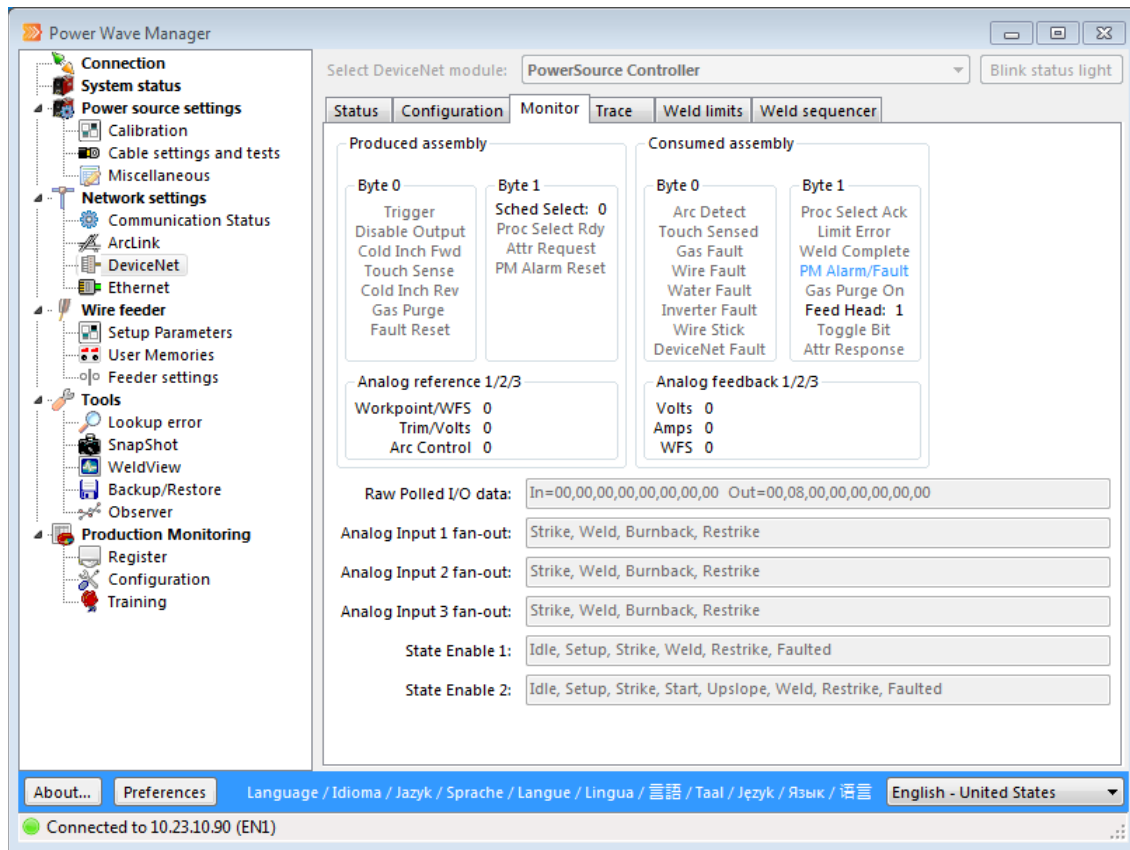 Power Wave Manager
Connection
System status
Power source settings
Calibration
Cable settings and tests
Miscellaneous
Network settings
Communication Status
ArcLink
DeviceNet
Ethernet
Wire feeder
Setup Parameters
User Memories
Feeder settings
Tools
Lookup error
SnapShot
WeldView
Backup/Restore
Observer
Production Monitoring
Register
Configuration
Training
Select DeviceNet module: PowerSource Controller Blink status light
Status Configuration Monitor Trace Weld limits Weld sequencer
Produced assembly
Byte 0
Trigger
Disable Output
Cold Inch Fwd
Touch Sense
Cold Inch Rev
Gas Purge
Fault Reset
Byte 1
Sched Select: 0
Proc Select Rdy
Attr Request
PM Alarm Reset
Analog reference 1/2/3
Workpoint/WFS 0
Trim/Volts 0
Arc Control 0
Consumed assembly
Byte 0
Arc Detect
Touch Sensed
Gas Fault
Wire Fault
Water Fault
Inverter Fault
Wire Stick
DeviceNet Fault
Byte 1
Proc Select Ack
Limit Error
Weld Complete
PM Alarm/Fault
Gas Purge On
Feed Head: 1
Toggle Bit
Attr Response
Analog feedback 1/2/3
Volts 0
Amps 0
WFS 0
Raw Polled I/O data: In=00,00,00,00,00,00,00,00 Out=00,08,00,00,00,00,00,00
Analog Input 1 fan-out: Strike, Weld, Burnback, Restrike
Analog Input 2 fan-out: Strike, Weld, Burnback, Restrike
Analog Input 3 fan-out: Strike, Weld, Burnback, Restrike
State Enable 1: Idle, Setup, Strike, Weld, Restrike, Faulted
State Enable 2: Idle, Setup, Strike, Start, Upslope, Weld, Restrike, Faulted
About... Preferences Language / Idioma / Jazyk / Sprache / Langue / Lingua / 言語 / Taal / Język / Язык / 语言 English - United States
Connected to 10.23.10.90 (EN1)